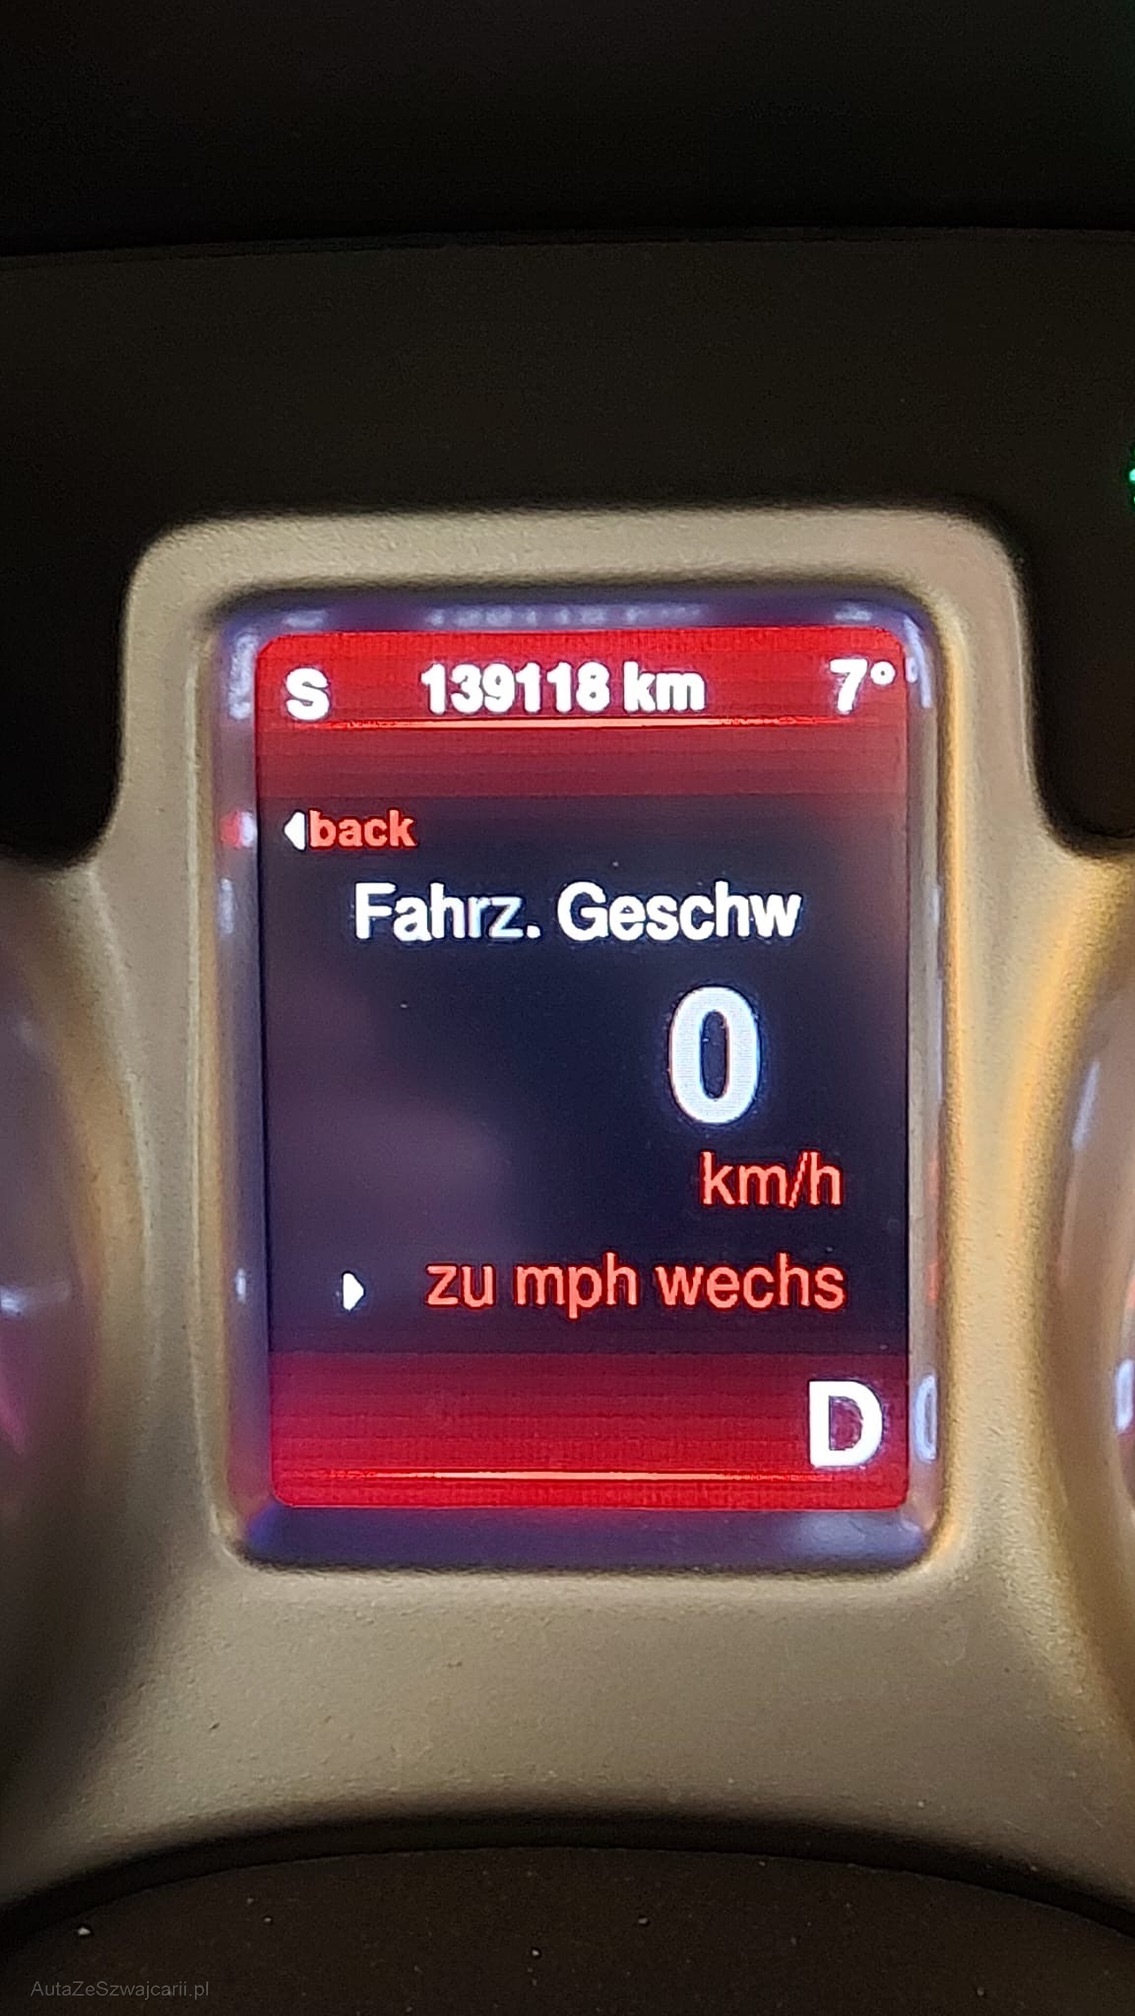 S 139118 km 7°
back
Fahrz. Geschw
0
km/h
zu mph wechs
D
AutaZeSzwajcarii.pl